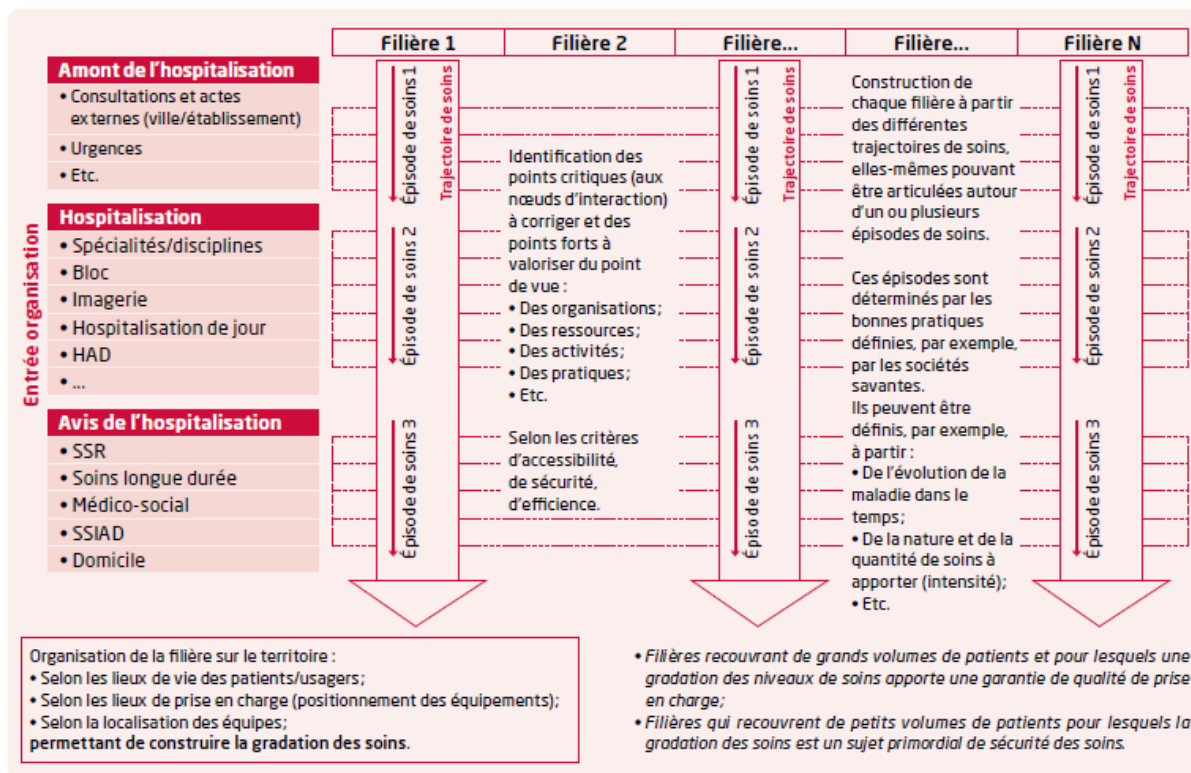 Filière 1
Filière 2
Filière...
Filière...
Filière N
Entrée organisation
Amont de l'hospitalisation
• Consultations et actes
externes (ville/établissement)
• Urgences
• Etc.
Hospitalisation
• Spécialités/disciplines
• Bloc
• Imagerie
• Hospitalisation de jour
• HAD
• ...
Avis de l'hospitalisation
• SSR
• Soins longue durée
• Médico-social
• SSIAD
• Domicile
Épisode de soins 1
Trajectoire de soins
Épisode de soins 2
Épisode de soins 3
Identification des
points critiques (aux
nœuds d'interaction)
à corriger et des
points forts à
valoriser du point
de vue :
• Des organisations;
• Des ressources;
• Des activités;
• Des pratiques;
• Etc.
Selon les critères
d'accessibilité,
de sécurité,
d'efficience.
Épisode de soins 1
Trajectoire de soins
Épisode de soins 2
Épisode de soins 3
Construction de
chaque filière à partir
des différentes
trajectoires de soins,
elles-mêmes pouvant
être articulées autour
d'un ou plusieurs
épisodes de soins.
Ces épisodes sont
déterminés par les
bonnes pratiques
définies, par exemple,
par les sociétés
savantes.
Ils peuvent être
définis, par exemple,
à partir :
• De l'évolution de la
maladie dans le
temps;
• De la nature et de la
quantité de soins à
apporter (intensité);
• Etc.
Épisode de soins 1
Trajectoire de soins
Épisode de soins 2
Épisode de soins 3
Organisation de la filière sur le territoire :
• Selon les lieux de vie des patients/usagers;
• Selon les lieux de prise en charge (positionnement des équipements);
• Selon la localisation des équipes;
permettant de construire la gradation des soins.
• Filières recouvrant de grands volumes de patients et pour lesquels une
gradation des niveaux de soins apporte une garantie de qualité de prise
en charge;
• Filières qui recouvrent de petits volumes de patients pour lesquels la
gradation des soins est un sujet primordial de sécurité des soins.